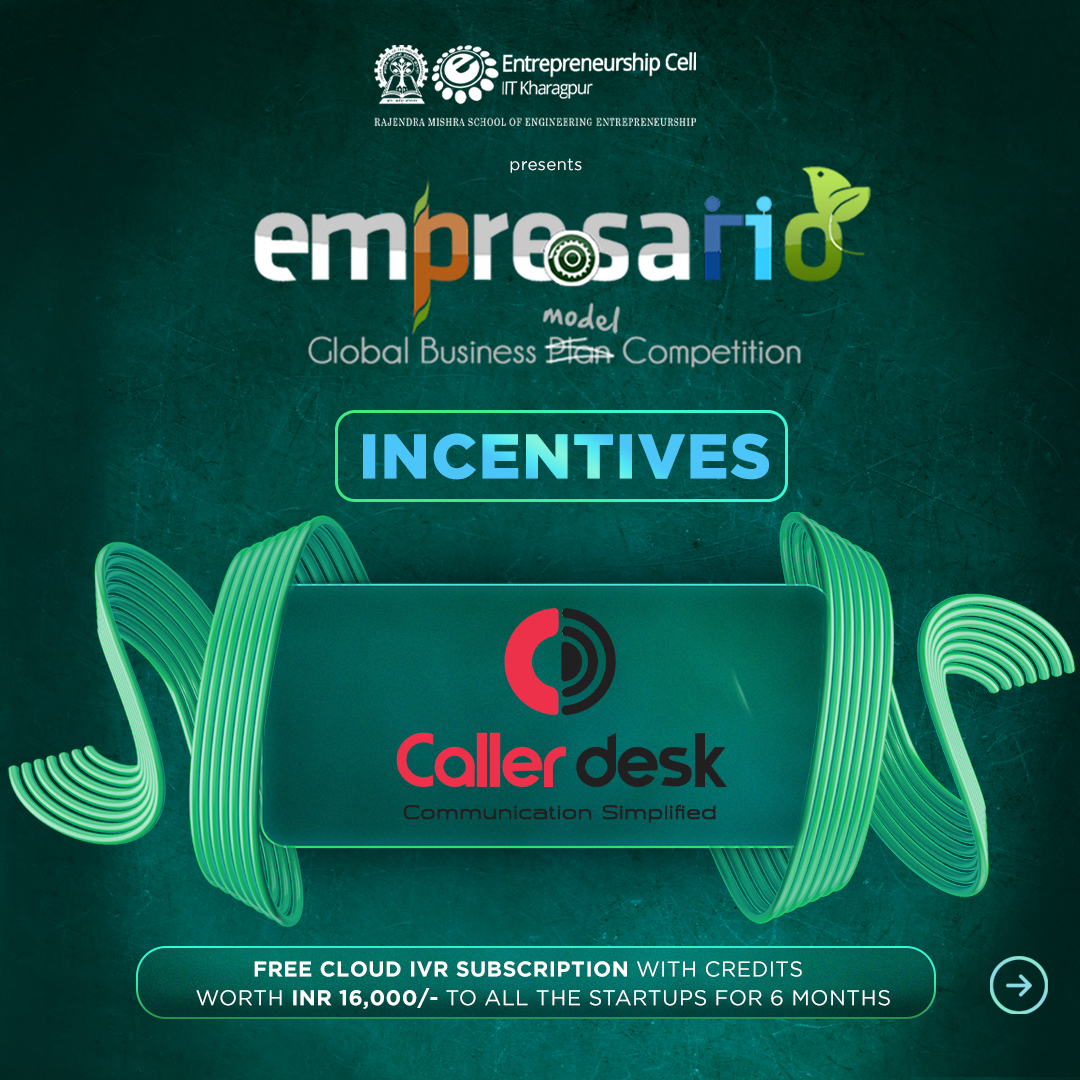 Entrepreneurship Cell
IIT Kharagpur
RAJENDRA MISHRA SCHOOL OF ENGINEERING ENTREPRENEURSHIP
presents
empresario
model
Global Business Plan Competition
INCENTIVES
Caller desk
Communication Simplified
FREE CLOUD IVR SUBSCRIPTION WITH CREDITS
WORTH INR 16,000/- TO ALL THE STARTUPS FOR 6 MONTHS